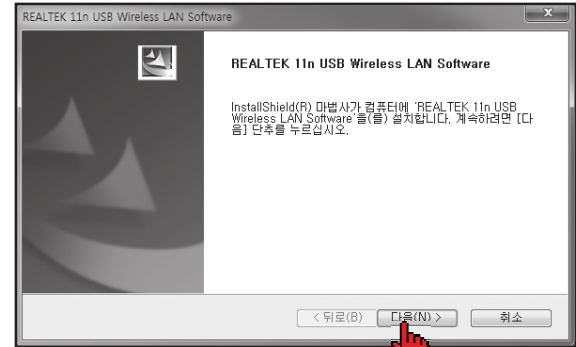 REALTEK 11n USB Wireless LAN Software
REALTEK 11n USB Wireless LAN Software
InstallShield(R) 마법사가 컴퓨터에 'REALTEK 11n USB
Wireless LAN Software'을(를) 설치합니다. 계속하려면 [다
음] 단추를 누르십시오.
< 뒤로(B) 다음(N) > 취소